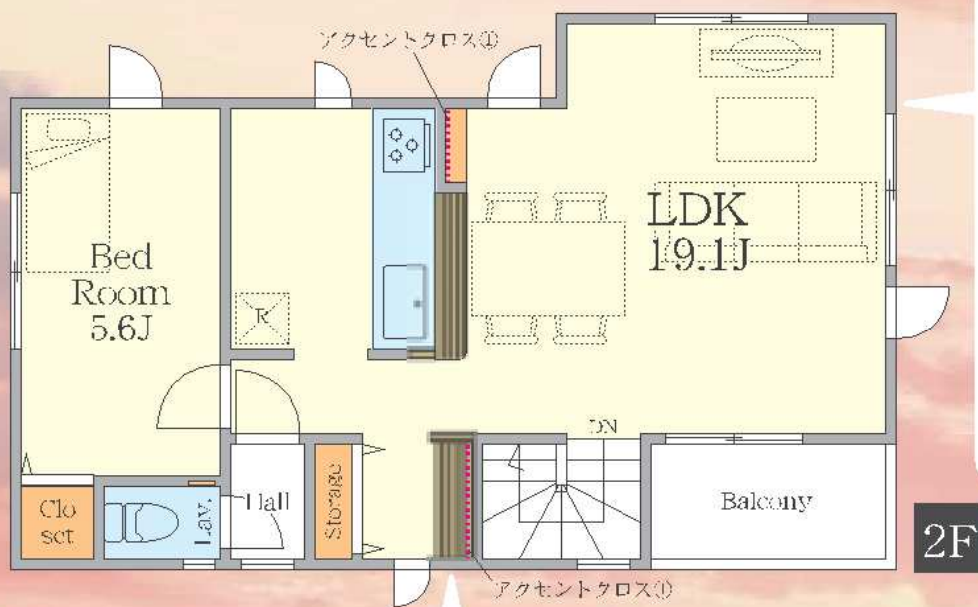 アクセントクロス①
LDK
19.1J
Bed
Room
5.6J
R
DN
Clo
set
Lav.
Hall
Storage
Balcony
2F
アクセントクロス①